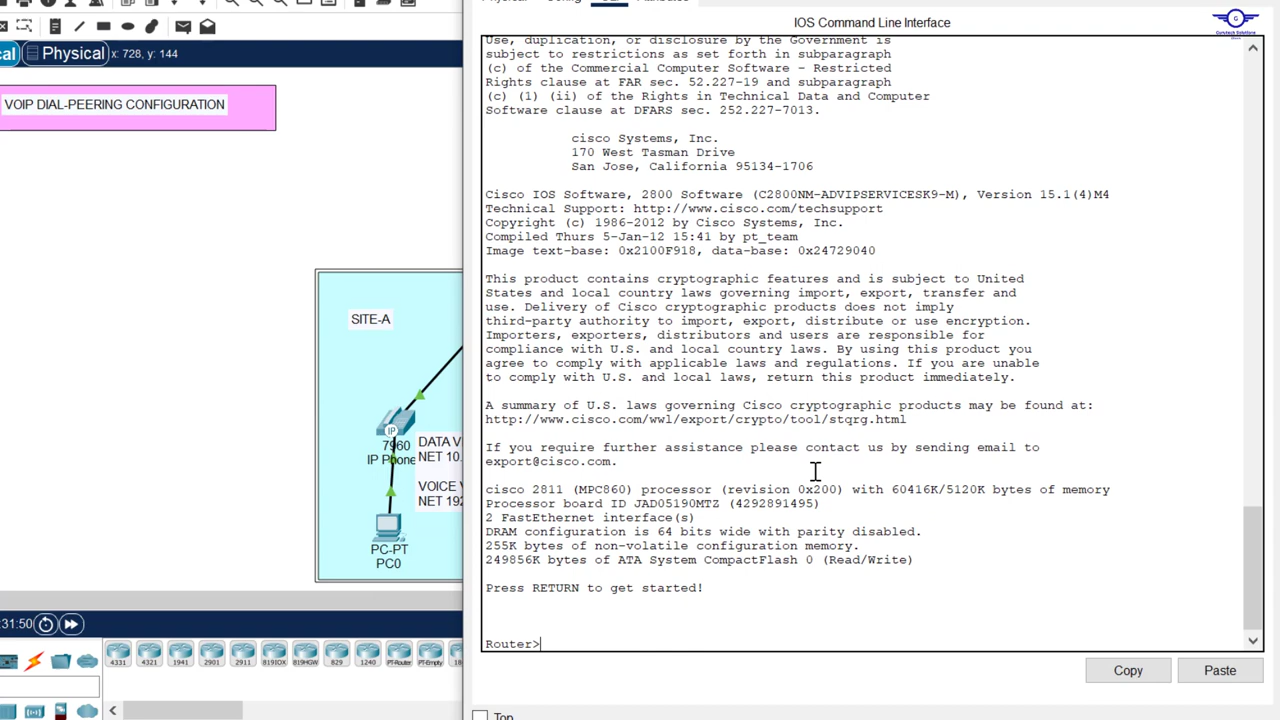 IOS Command Line Interface
Physical x: 728, y: 144
VOIP DIAL-PEERING CONFIGURATION
Use, duplication, or disclosure by the Government is
subject to restrictions as set forth in subparagraph
(c) of the Commercial Computer Software - Restricted
Rights clause at FAR sec. 52.227-19 and subparagraph
(c) (1) (ii) of the Rights in Technical Data and Computer
Software clause at DFARS sec. 252.227-7013.
cisco Systems, Inc.
170 West Tasman Drive
San Jose, California 95134-1706
Cisco IOS Software, 2800 Software (C2800NM-ADVIPSERVICESK9-M), Version 15.1(4)M4
Technical Support: http://www.cisco.com/techsupport
Copyright (c) 1986-2012 by Cisco Systems, Inc.
Compiled Thurs 5-Jan-12 15:41 by pt_team
Image text-base: 0x2100F918, data-base: 0x24729040
This product contains cryptographic features and is subject to United
States and local country laws governing import, export, transfer and
use. Delivery of Cisco cryptographic products does not imply
third-party authority to import, export, distribute or use encryption.
Importers, exporters, distributors and users are responsible for
compliance with U.S. and local country laws. By using this product you
agree to comply with applicable laws and regulations. If you are unable
to comply with U.S. and local laws, return this product immediately.
A summary of U.S. laws governing Cisco cryptographic products may be found at:
http://www.cisco.com/wwl/export/crypto/tool/stqrg.html
If you require further assistance please contact us by sending email to
export@cisco.com.
cisco 2811 (MPC860) processor (revision 0x200) with 60416K/5120K bytes of memory
Processor board ID JAD05190MTZ (4292891495)
2 FastEthernet interface(s)
DRAM configuration is 64 bits wide with parity disabled.
255K bytes of non-volatile configuration memory.
249856K bytes of ATA System CompactFlash 0 (Read/Write)
Press RETURN to get started!
Router>
Copy
Paste
Top
SITE-A
IP
7960
IP Phone
DATA V
NET 10.
VOICE V
NET 192
PC-PT
PC0
:31:50
4331 4321 1941 2901 2911 819IOX 819HGW 829 1240 PT-Router PT-Empty